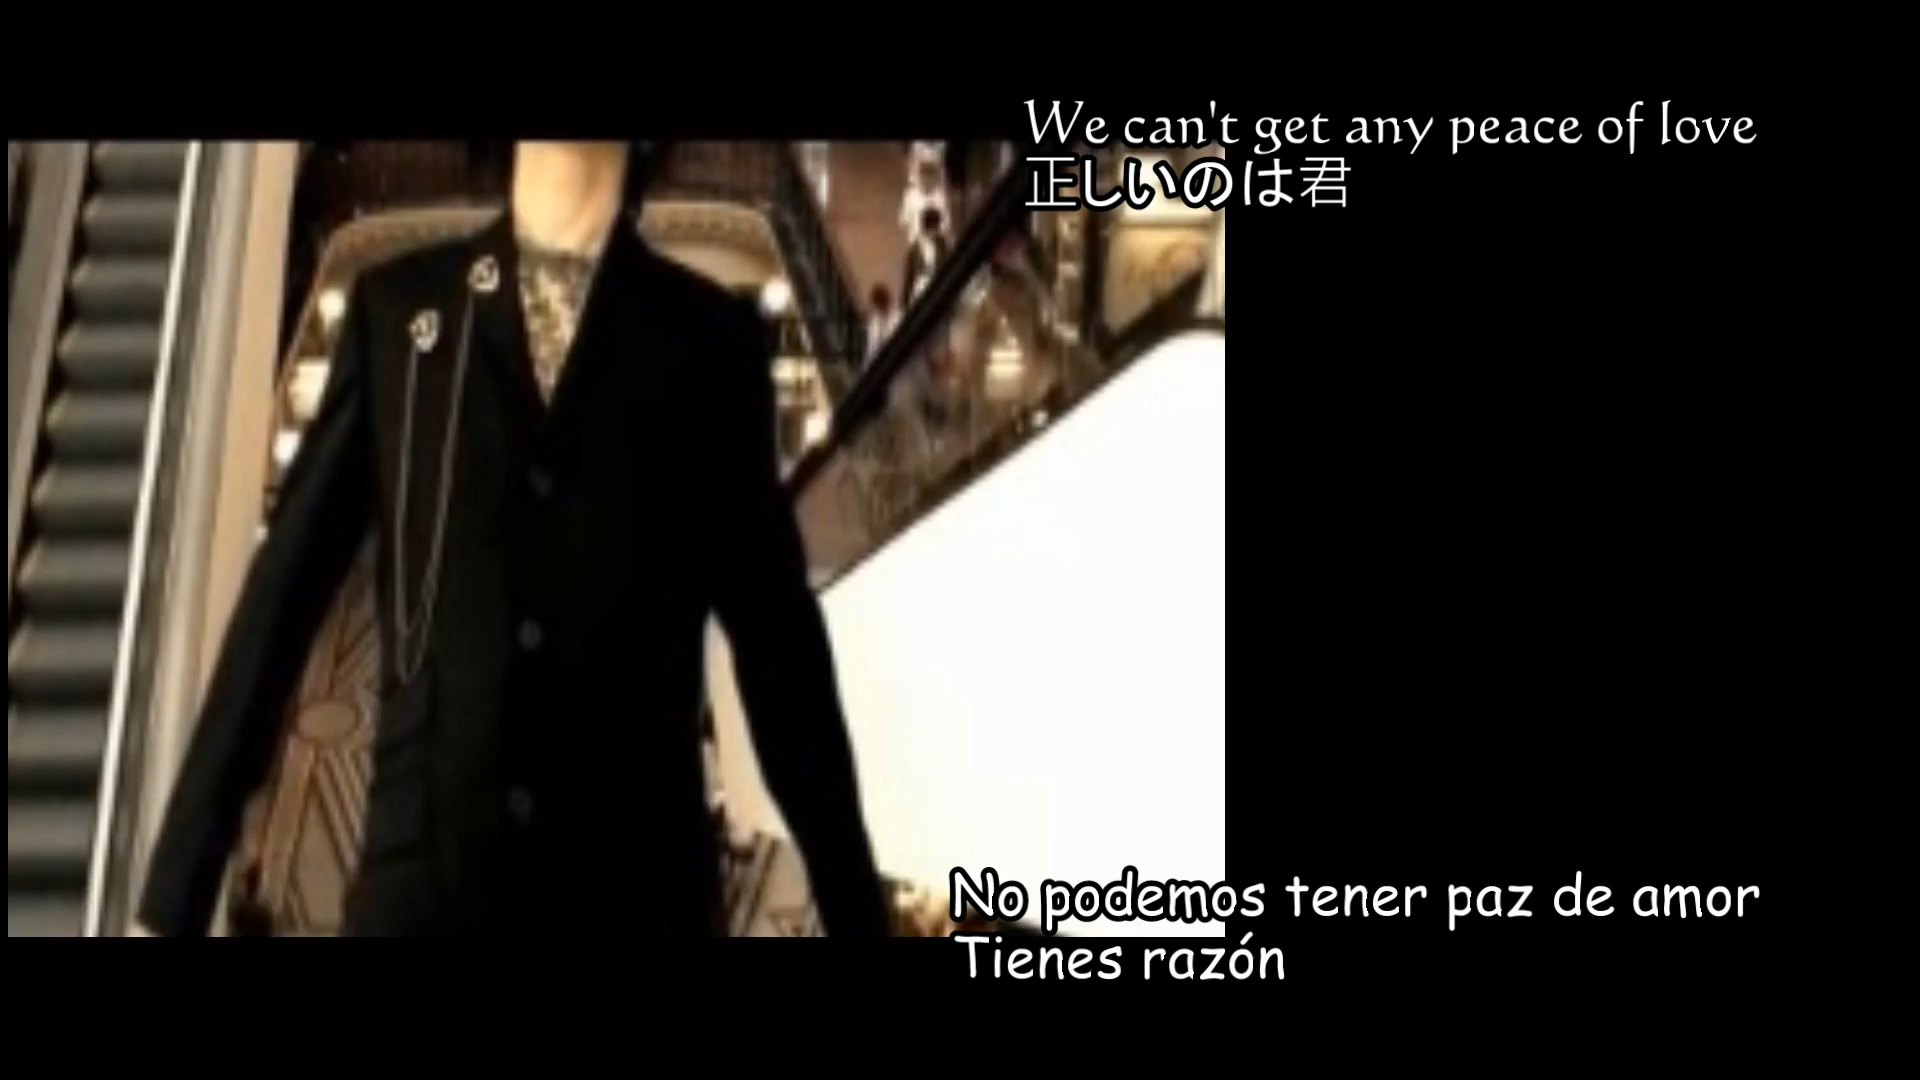 We can't get any peace of love
正しいのは君
No podemos tener paz de amor
Tienes razón